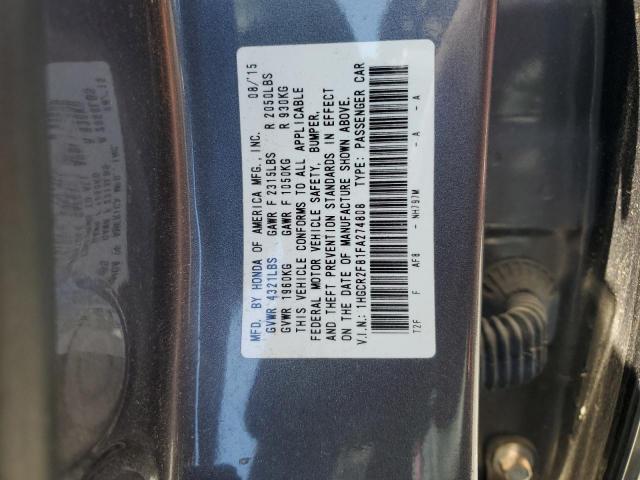 MFD. BY HONDA OF AMERICA MFG., INC. 08/'15
GVWR 4321LBS GAWR F 2315LBS R 2050LBS
GVWR 1960KG GAWR F 1050KG R 930KG
THIS VEHICLE CONFORMS TO ALL APPLICABLE
FEDERAL MOTOR VEHICLE SAFETY, BUMPER,
AND THEFT PREVENTION STANDARDS IN EFFECT
ON THE DATE OF MANUFACTURE SHOWN ABOVE.
V.I.N.: 1HGCR2FB1FA274808 TYPE: PASSENGER CAR
T2F F AF8 - NH797M - A - A